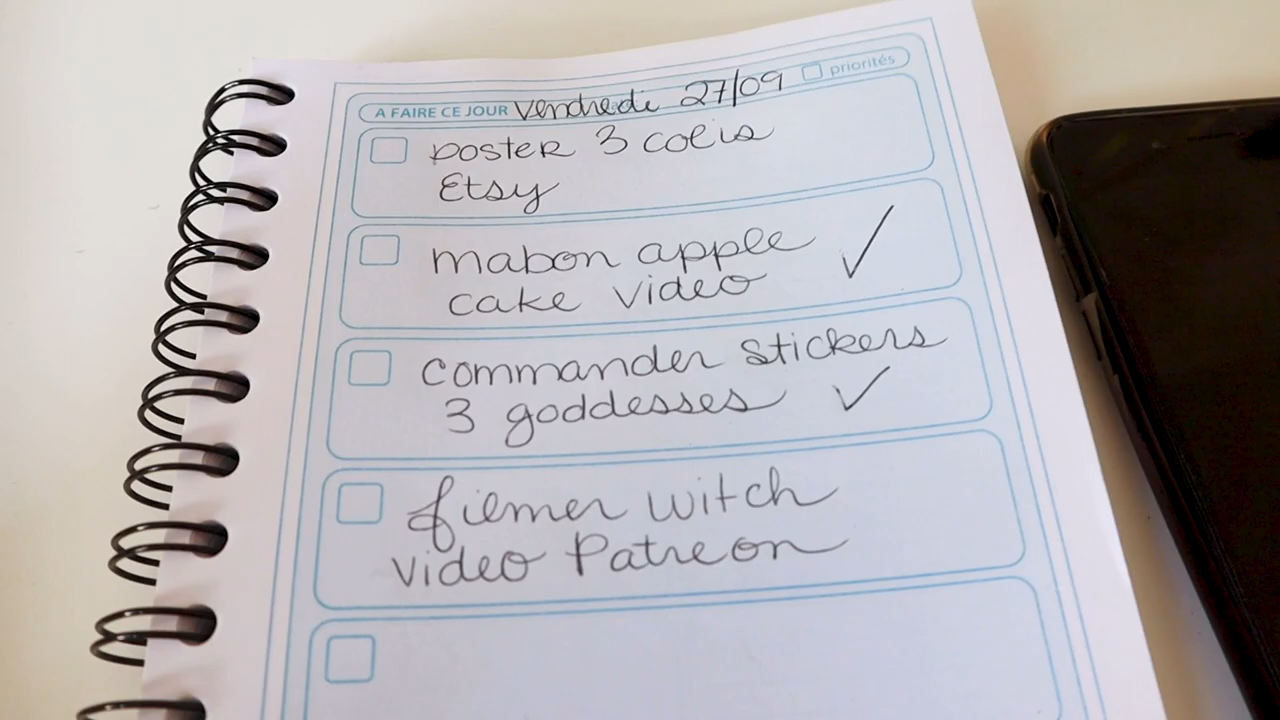 A FAIRE CE JOUR vendredi 27/09 priorités
poster 3 colis
Etsy
mabon apple
cake video
commander stickers
3 goddesses
filmer witch
video Patreon